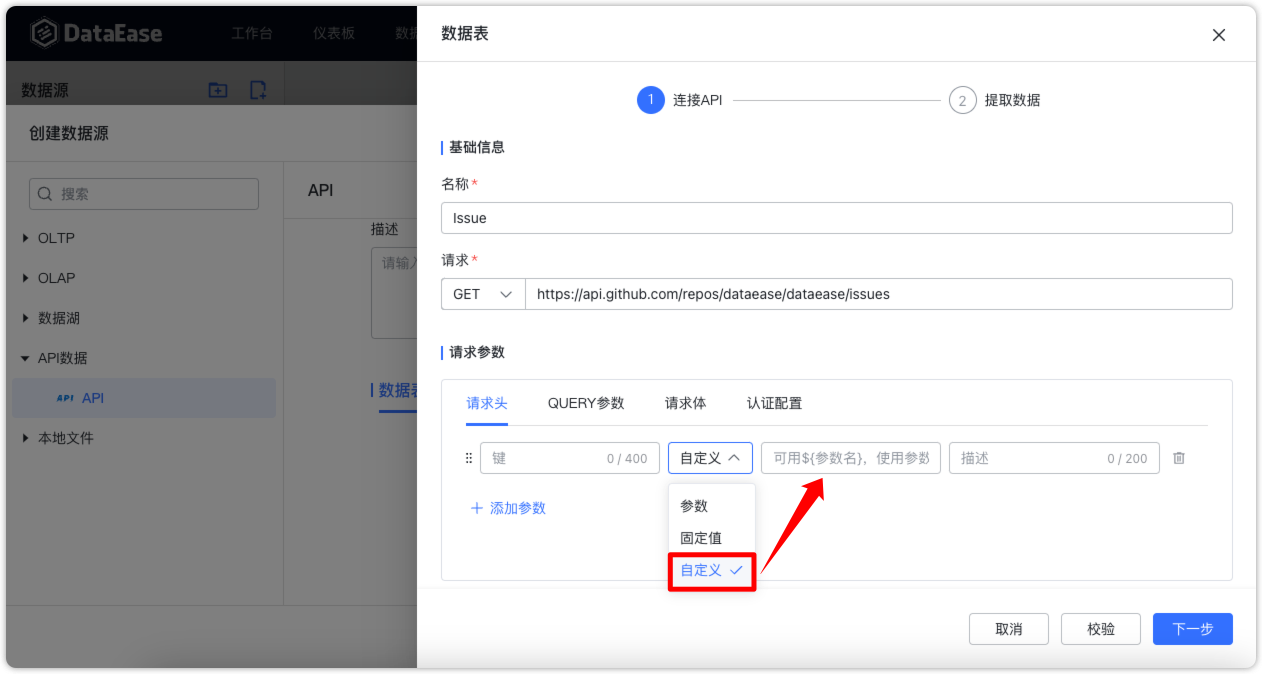 DataEase 工作台 仪表板
数据表
数据源
1 连接API 2 提取数据
创建数据源
基础信息
搜索
API
名称*
Issue
描述
OLTP
请求*
请输入
OLAP
GET https://api.github.com/repos/dataease/dataease/issues
数据湖
请求参数
API数据
数据表
API API
请求头 QUERY参数 请求体 认证配置
本地文件
键 0 / 400 自定义 可用${参数名}，使用参数 描述 0 / 200
添加参数
参数
固定值
自定义
取消 校验 下一步